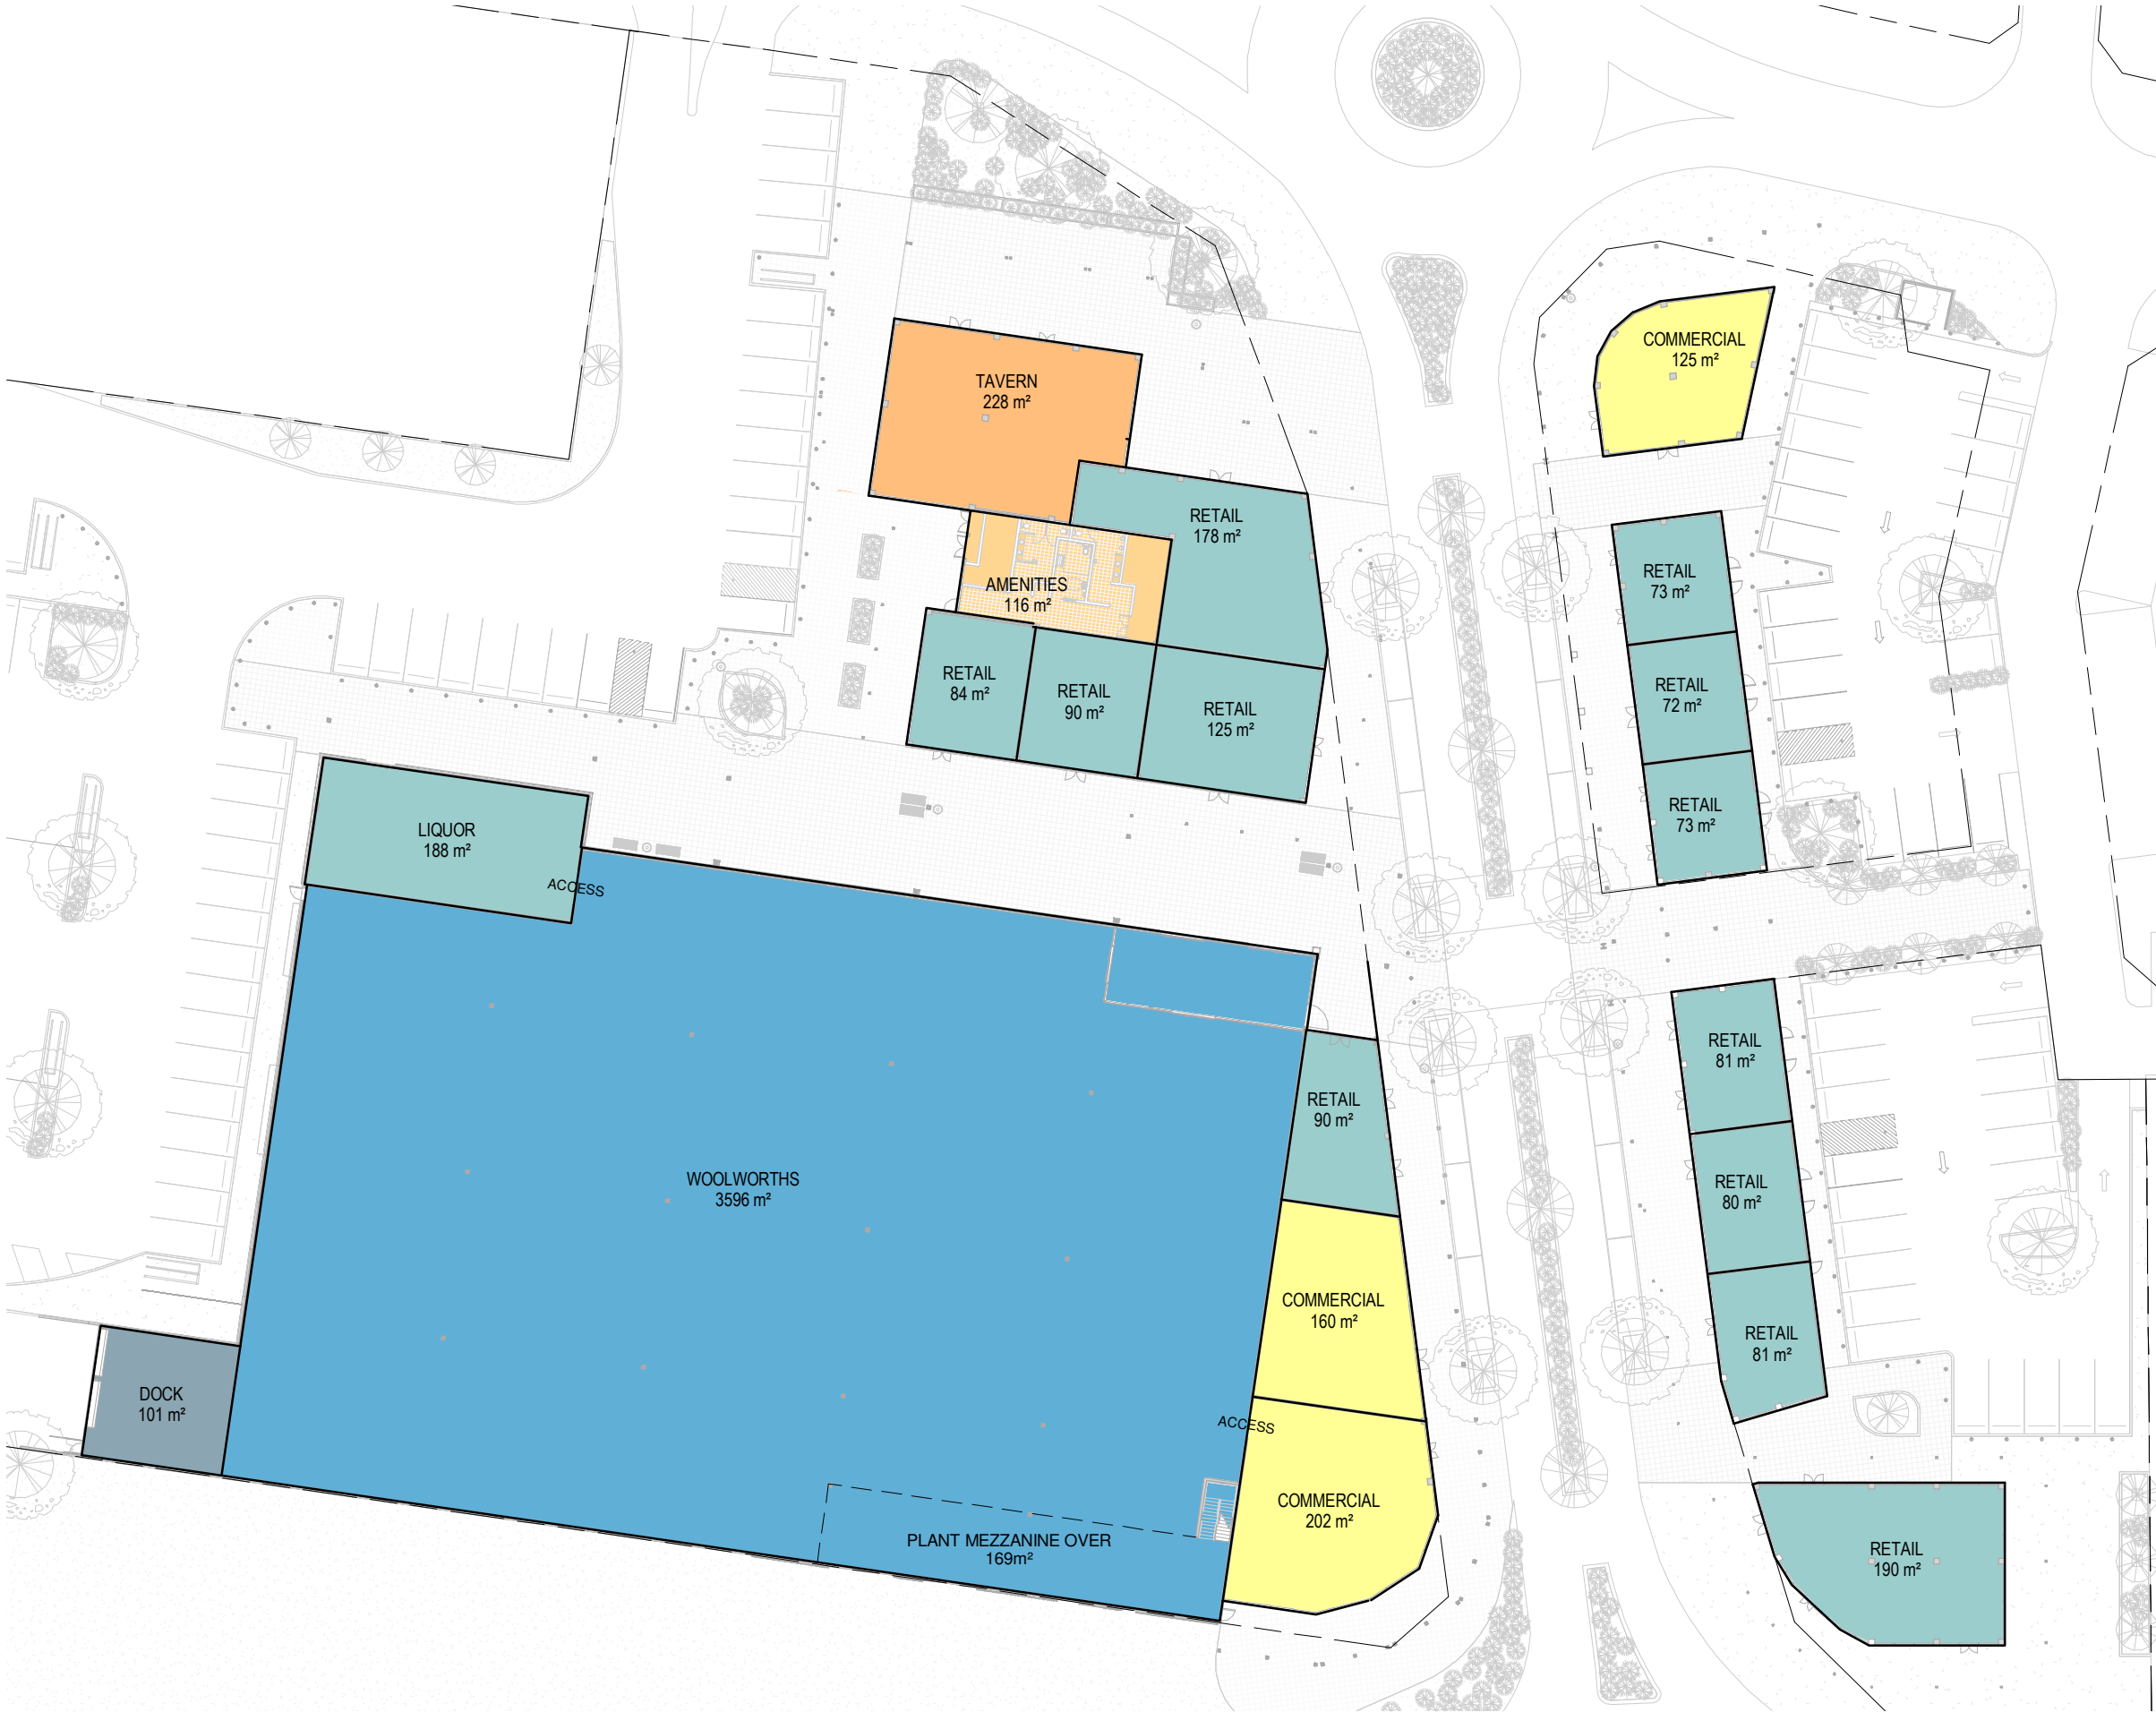 COMMERCIAL
125 m²
TAVERN
228 m²
RETAIL
178 m²
RETAIL
73 m²
AMENITIES
116 m²
RETAIL
84 m²
RETAIL
90 m²
RETAIL
125 m²
RETAIL
72 m²
RETAIL
73 m²
LIQUOR
188 m²
ACCESS
RETAIL
81 m²
RETAIL
90 m²
WOOLWORTHS
3596 m²
RETAIL
80 m²
COMMERCIAL
160 m²
RETAIL
81 m²
DOCK
101 m²
ACCESS
COMMERCIAL
202 m²
PLANT MEZZANINE OVER
169m²
RETAIL
190 m²